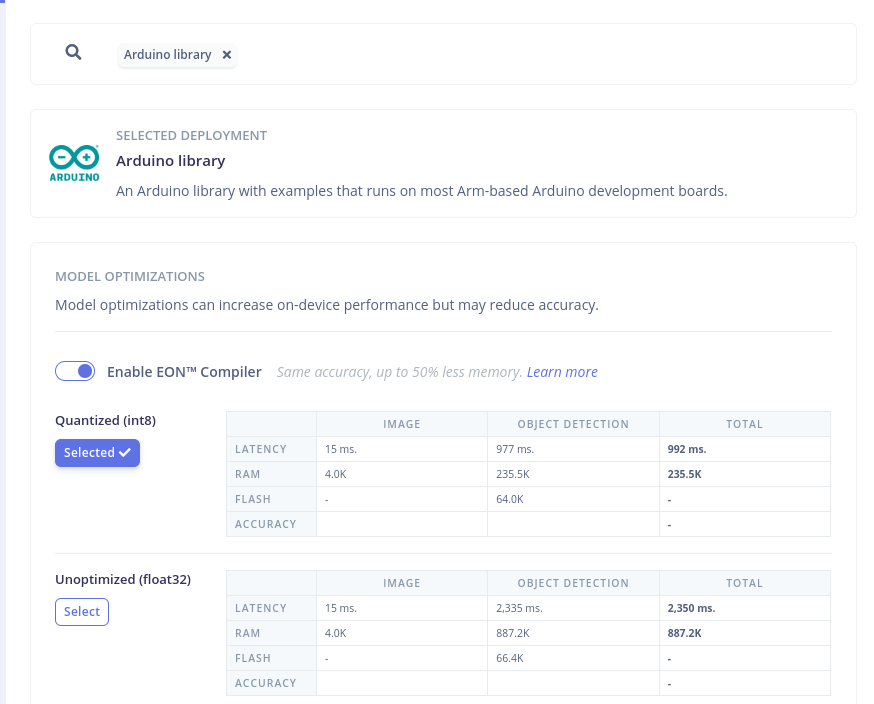 Arduino library ×
SELECTED DEPLOYMENT
ARDUINO
Arduino library
An Arduino library with examples that runs on most Arm-based Arduino development boards.
MODEL OPTIMIZATIONS
Model optimizations can increase on-device performance but may reduce accuracy.
Enable EON™ Compiler Same accuracy, up to 50% less memory. Learn more
Quantized (int8)
Selected ✓
IMAGE OBJECT DETECTION TOTAL
LATENCY 15 ms. 977 ms. 992 ms.
RAM 4.0K 235.5K 235.5K
FLASH - 64.0K -
ACCURACY -
Unoptimized (float32)
Select
IMAGE OBJECT DETECTION TOTAL
LATENCY 15 ms. 2,335 ms. 2,350 ms.
RAM 4.0K 887.2K 887.2K
FLASH - 66.4K -
ACCURACY -